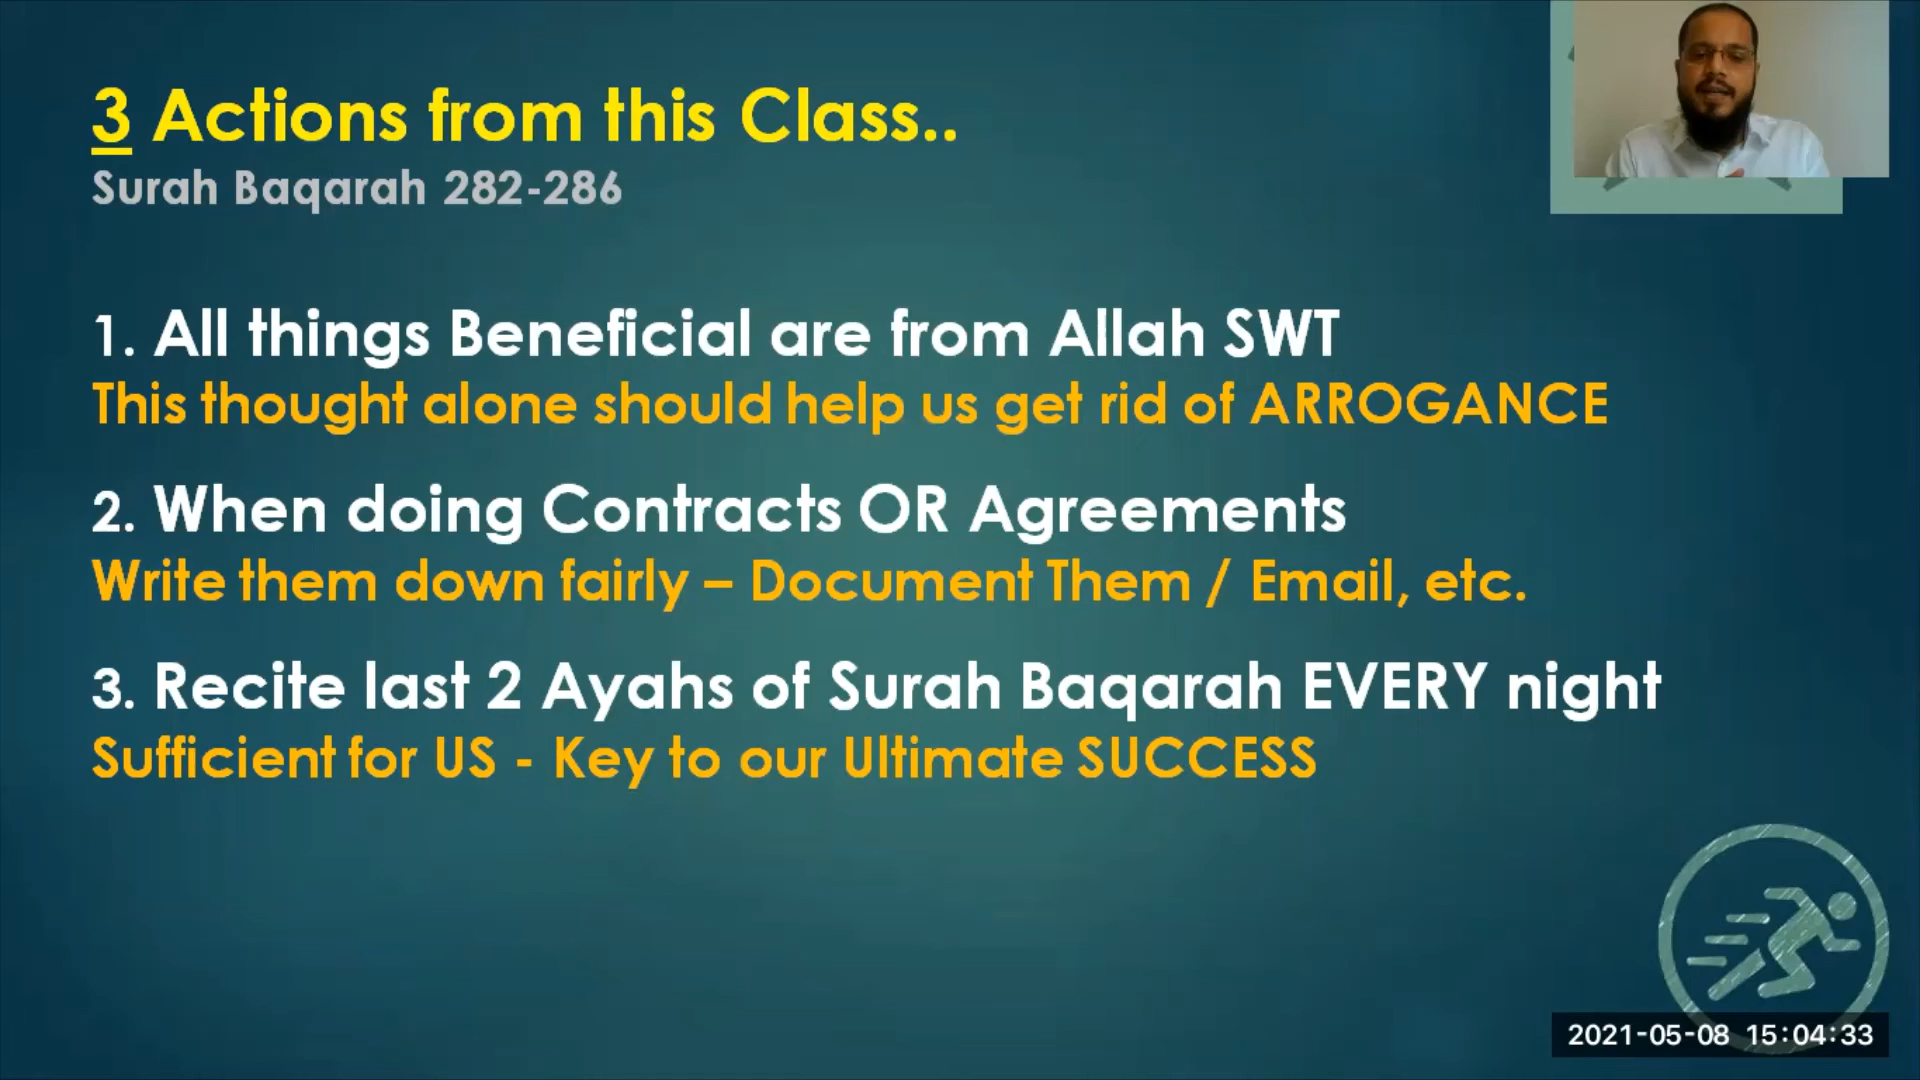 3 Actions from this Class..
Surah Baqarah 282-286
1. All things Beneficial are from Allah SWT
This thought alone should help us get rid of ARROGANCE
2. When doing Contracts OR Agreements
Write them down fairly – Document Them / Email, etc.
3. Recite last 2 Ayahs of Surah Baqarah EVERY night
Sufficient for US - Key to our Ultimate SUCCESS
2021-05-08 15:04:33